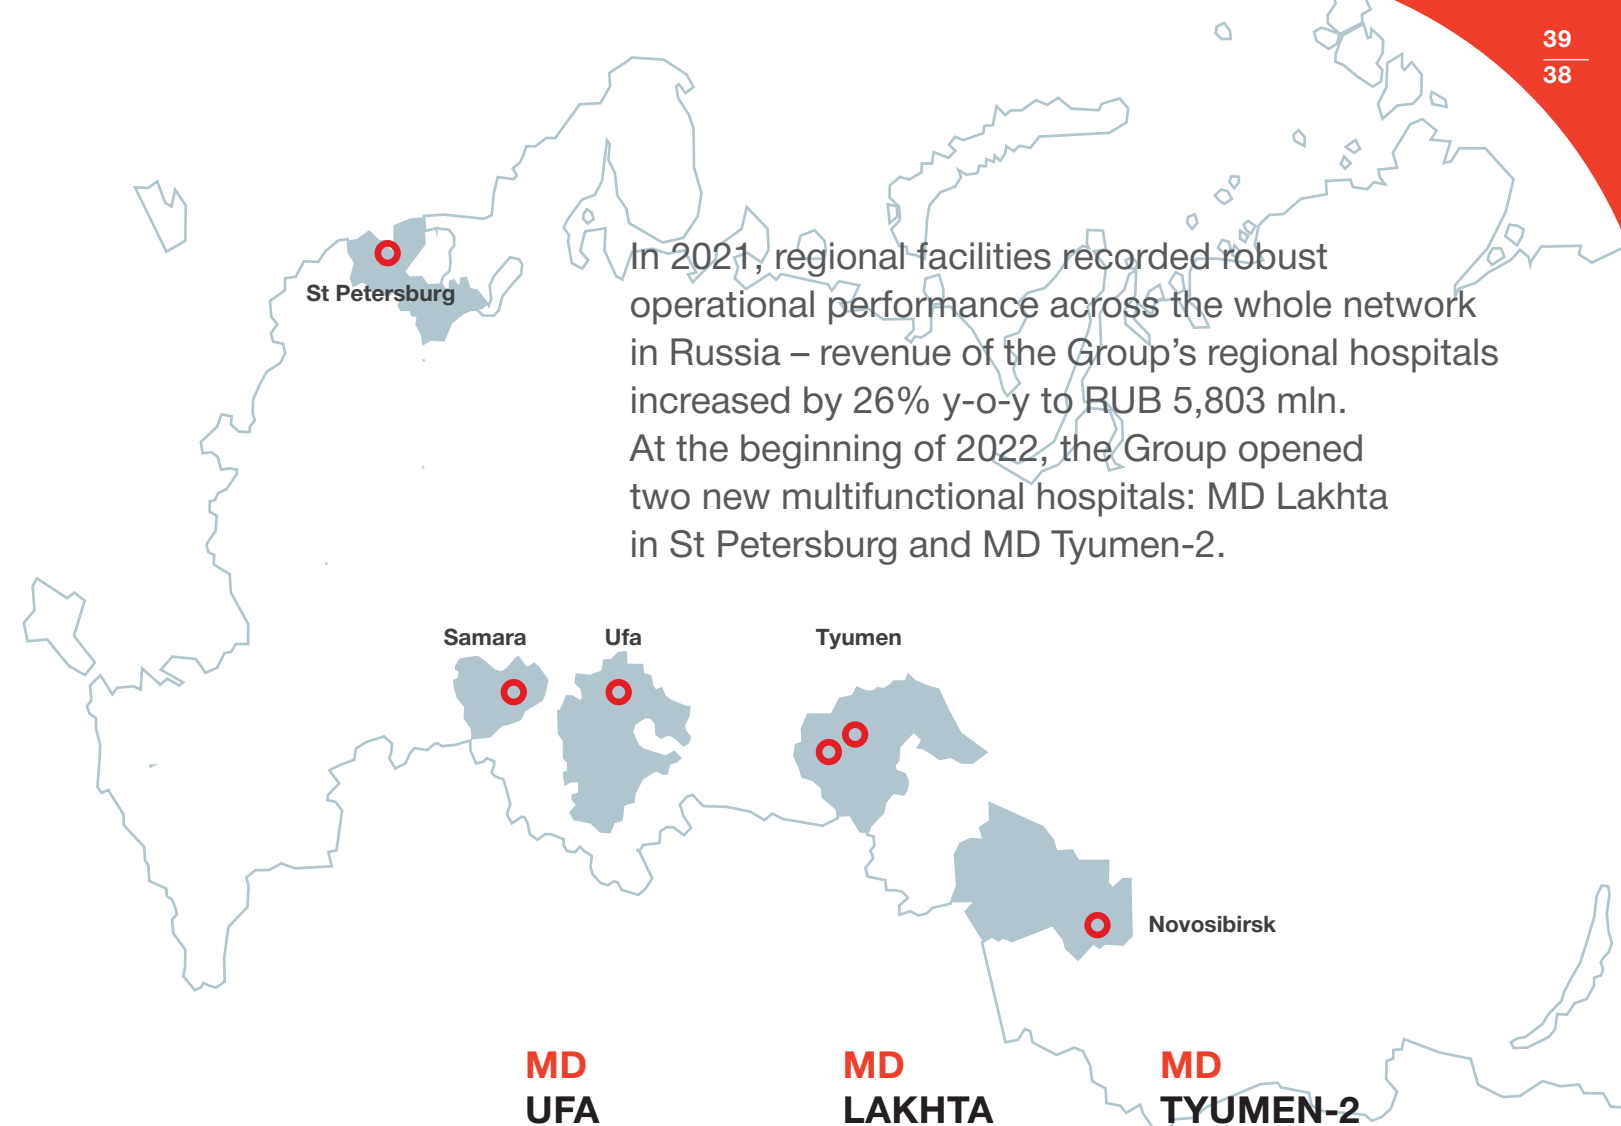 39
38
In 2021, regional facilities recorded robust
operational performance across the whole network
in Russia – revenue of the Group’s regional hospitals
increased by 26% y-o-y to RUB 5,803 mln.
At the beginning of 2022, the Group opened
two new multifunctional hospitals: MD Lakhta
in St Petersburg and MD Tyumen-2.
St Petersburg
Samara
Ufa
Tyumen
Novosibirsk
MD
UFA
MD
LAKHTA
MD
TYUMEN-2